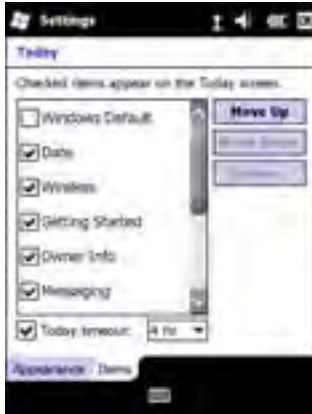 Settings
Today
Checked items appear on the Today screen.
Windows Default
Move Up
Date
Wireless
Getting Started
Owner Info
Messaging
Today timeout: 4 hr
Appearance Items